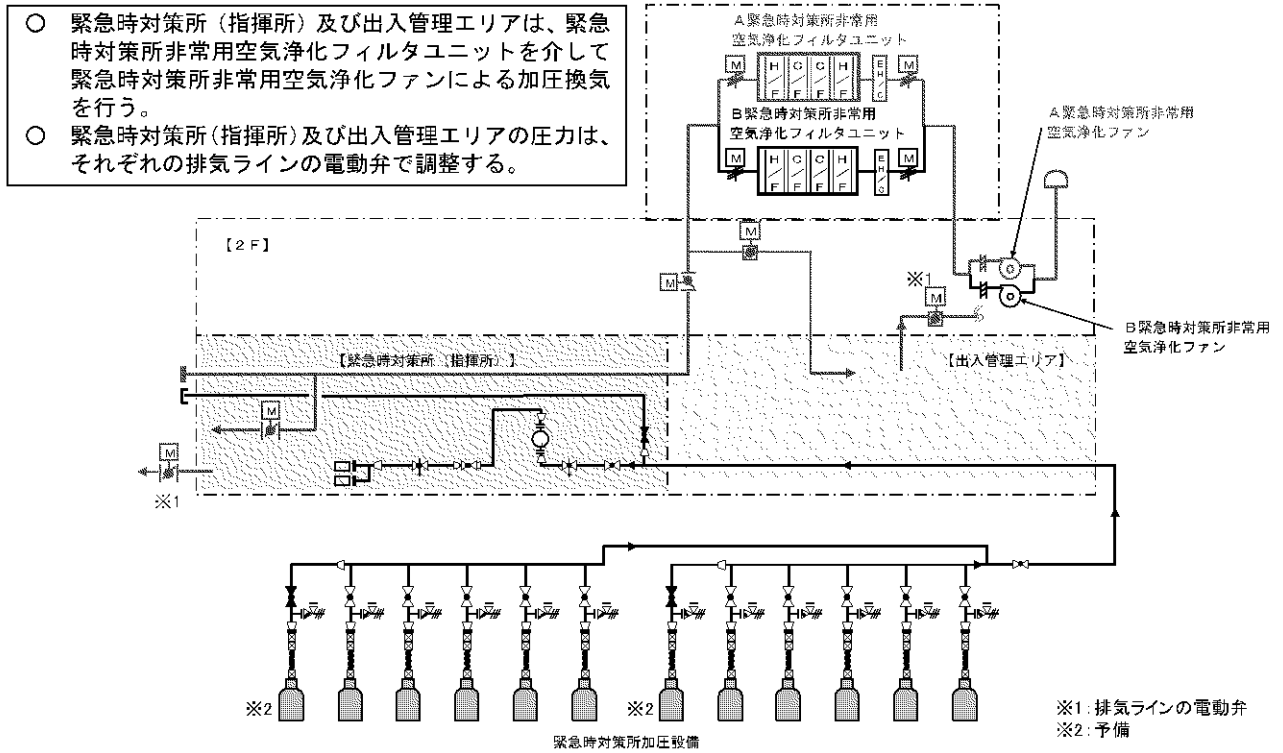 ○ 緊急時対策所（指揮所）及び出入管理エリアは、緊急
時対策所非常用空気浄化フィルタユニットを介して
緊急時対策所非常用空気浄化ファンによる加圧換気
を行う。
○ 緊急時対策所（指揮所）及び出入管理エリアの圧力は、
それぞれの排気ラインの電動弁で調整する。
A緊急時対策所非常用
空気浄化フィルタユニット
M
H/F C/F C/F H/F
EH/C
M
B緊急時対策所非常用
空気浄化フィルタユニット
M
H/F C/F C/F H/F
EH/C
M
A緊急時対策所非常用
空気浄化ファン
【2F】
M
M
※1
M
B緊急時対策所非常用
空気浄化ファン
【緊急時対策所（指揮所）】
【出入管理エリア】
M
M
※1
※2
※2
緊急時対策所加圧設備
※1：排気ラインの電動弁
※2：予備